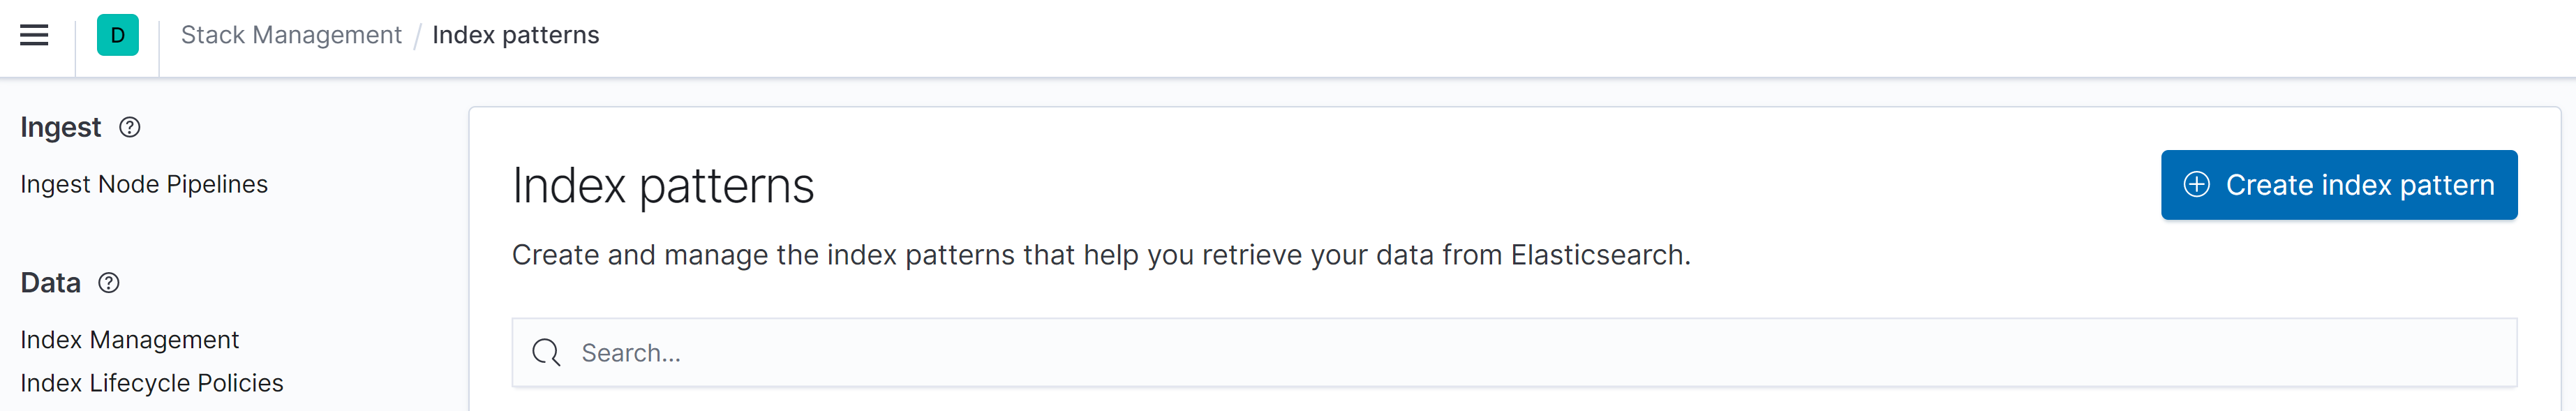 D
Stack Management / Index patterns
Ingest
Ingest Node Pipelines
Data
Index Management
Index Lifecycle Policies
Index patterns
Create index pattern
Create and manage the index patterns that help you retrieve your data from Elasticsearch.
Search...